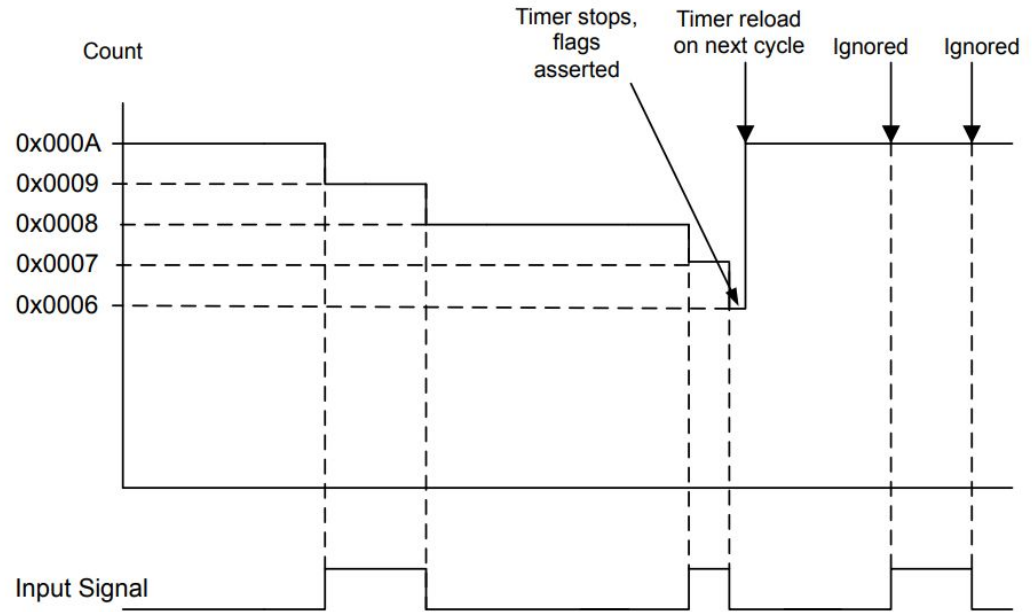 Timer stops,
flags
asserted
Timer reload
on next cycle
Ignored
Ignored
Count
0x000A
0x0009
0x0008
0x0007
0x0006
Input Signal